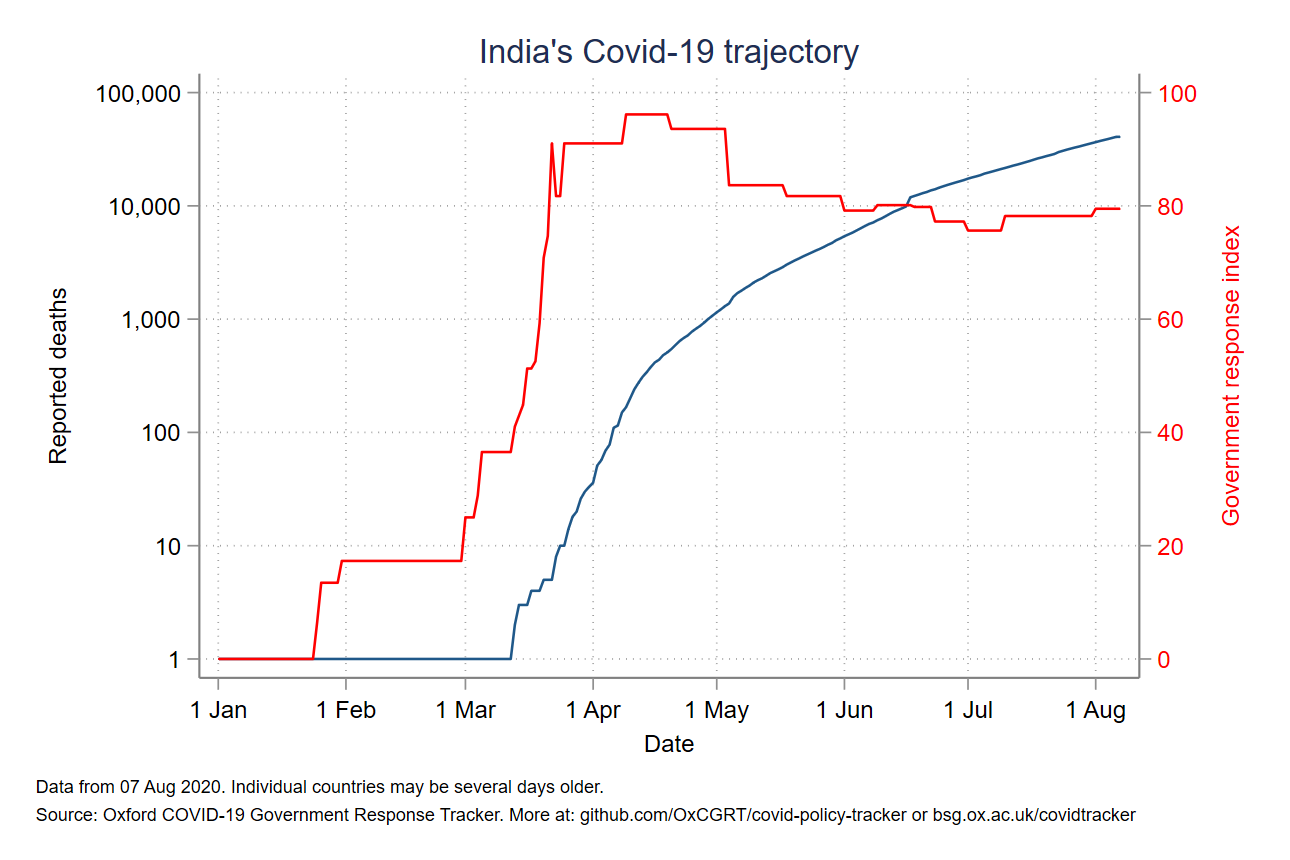 India's Covid-19 trajectory
100,000
10,000
1,000
100
10
1
Reported deaths
100
80
60
40
20
0
Government response index
1 Jan 1 Feb 1 Mar 1 Apr 1 May 1 Jun 1 Jul 1 Aug
Date
Data from 07 Aug 2020. Individual countries may be several days older.
Source: Oxford COVID-19 Government Response Tracker. More at: github.com/OxCGRT/covid-policy-tracker or bsg.ox.ac.uk/covidtracker